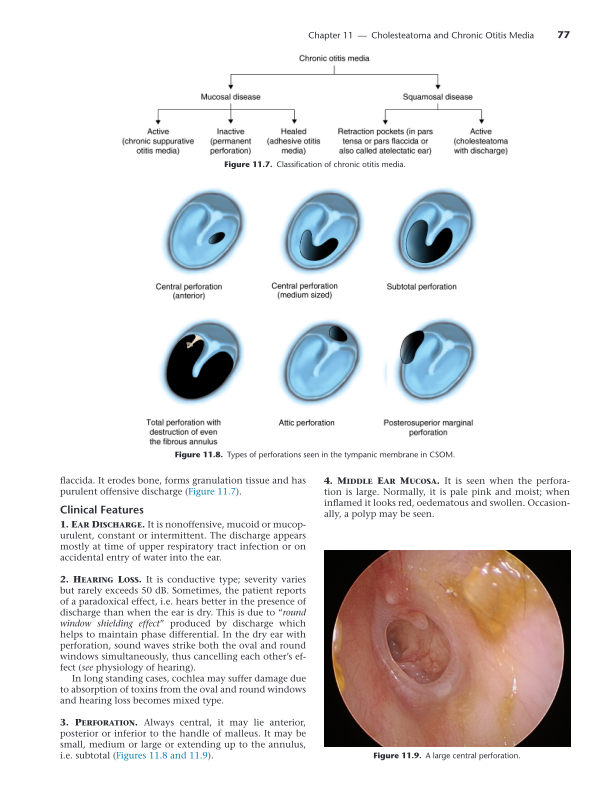 Chapter 11 — Cholesteatoma and Chronic Otitis Media 77
Chronic otitis media
Mucosal disease
Squamosal disease
Active
(chronic suppurative
otitis media)
Inactive
(permanent
perforation)
Healed
(adhesive otitis
media)
Retraction pockets (in pars
tensa or pars flaccida or
also called atelectatic ear)
Active
(cholesteatoma
with discharge)
Figure 11.7. Classification of chronic otitis media.
Central perforation
(anterior)
Central perforation
(medium sized)
Subtotal perforation
Total perforation with
destruction of even
the fibrous annulus
Attic perforation
Posterosuperior marginal
perforation
Figure 11.8. Types of perforations seen in the tympanic membrane in CSOM.
flaccida. It erodes bone, forms granulation tissue and has
purulent offensive discharge (Figure 11.7).
Clinical Features
1. EAR DISCHARGE. It is nonoffensive, mucoid or mucop-
urulent, constant or intermittent. The discharge appears
mostly at time of upper respiratory tract infection or on
accidental entry of water into the ear.
2. HEARING LOSS. It is conductive type; severity varies
but rarely exceeds 50 dB. Sometimes, the patient reports
of a paradoxical effect, i.e. hears better in the presence of
discharge than when the ear is dry. This is due to “round
window shielding effect” produced by discharge which
helps to maintain phase differential. In the dry ear with
perforation, sound waves strike both the oval and round
windows simultaneously, thus cancelling each other’s ef-
fect (see physiology of hearing).
In long standing cases, cochlea may suffer damage due
to absorption of toxins from the oval and round windows
and hearing loss becomes mixed type.
3. PERFORATION. Always central, it may lie anterior,
posterior or inferior to the handle of malleus. It may be
small, medium or large or extending up to the annulus,
i.e. subtotal (Figures 11.8 and 11.9).
4. MIDDLE EAR MUCOSA. It is seen when the perfora-
tion is large. Normally, it is pale pink and moist; when
inflamed it looks red, oedematous and swollen. Occasion-
ally, a polyp may be seen.
Figure 11.9. A large central perforation.